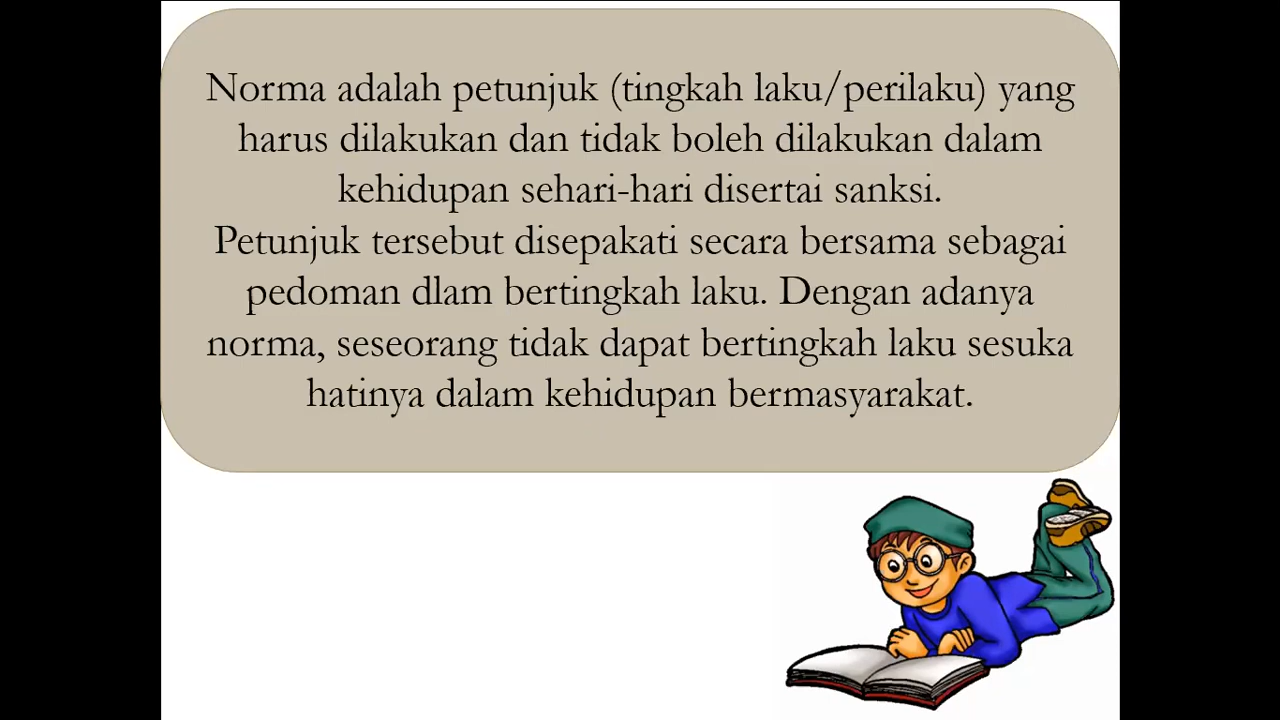 Norma adalah petunjuk (tingkah laku/perilaku) yang
harus dilakukan dan tidak boleh dilakukan dalam
kehidupan sehari-hari disertai sanksi.
Petunjuk tersebut disepakati secara bersama sebagai
pedoman dlam bertingkah laku. Dengan adanya
norma, seseorang tidak dapat bertingkah laku sesuka
hatinya dalam kehidupan bermasyarakat.